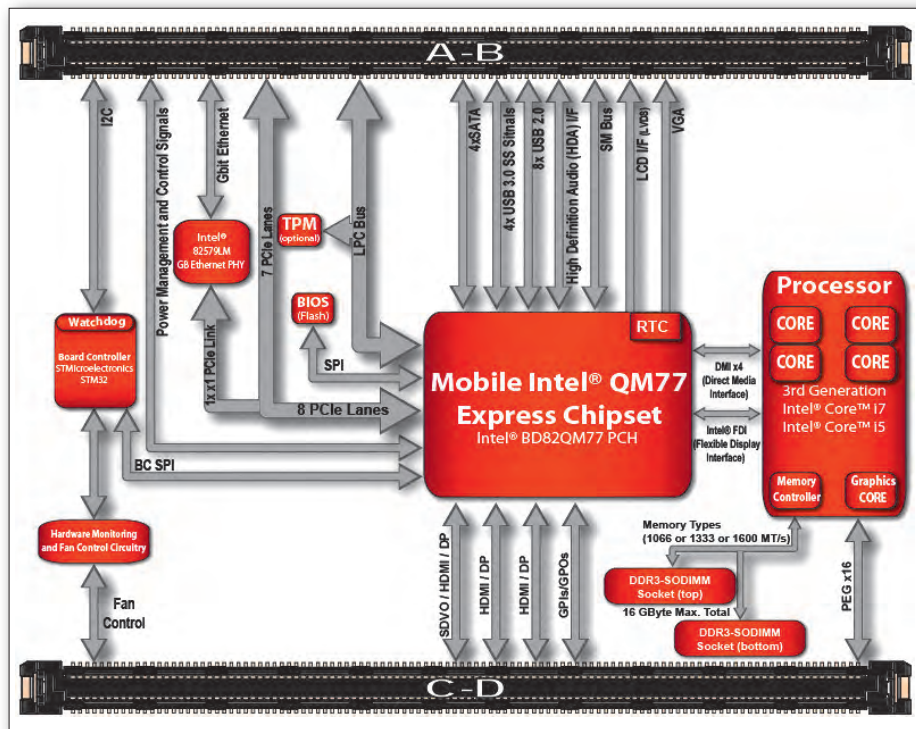 A-B
I2C
Power Management and Control Signals
Gbit Ethernet
7 PCIe Lanes
LPC Bus
4xSATA
4x USB 3.0 SS Sitnals
8x USB 2.0
High Definition Audio (HDA) I/F
SM Bus
LCD I/F (LVDS)
VGA
Intel®
82579LM
GB Ethernet PHY
TPM
(optional)
BIOS
(Flash)
SPI
1x x1 PCIe Link
8 PCIe Lanes
Watchdog
Board Controller
STMicroelectronics
STM32
BC SPI
Hardware Monitoring
and Fan Control Circuitry
Fan
Control
RTC
Mobile Intel® QM77
Express Chipset
Intel® BD82QM77 PCH
DMI x4
(Direct Media
Interface)
Intel® FDI
(Flexible Display
Interface)
Processor
CORE
CORE
CORE
CORE
3rd Generation
Intel® Core™ I7
Intel® Core™ I5
Memory
Controller
Graphics
CORE
Memory Types
(1066 or 1333 or 1600 MT/s)
DDR3-SODIMM
Socket (top)
16 GByte Max. Total
DDR3-SODIMM
Socket (bottom)
PEG x16
SDVO / HDMI / DP
HDMI / DP
HDMI / DP
GPIs/GPOs
C-D